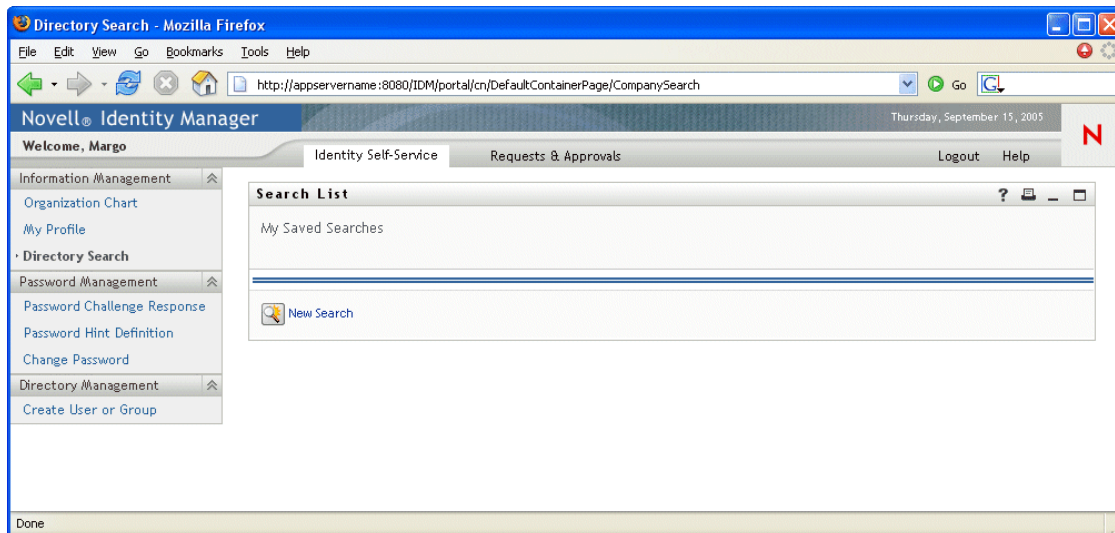 Directory Search - Mozilla Firefox
File Edit View Go Bookmarks Tools Help
http://appservername:8080/IDM/portal/cn/DefaultContainerPage/CompanySearch Go G
Novell® Identity Manager Thursday, September 15, 2005 N
Welcome, Margo Identity Self-Service Requests & Approvals Logout Help
Information Management
Organization Chart
My Profile
Directory Search
Password Management
Password Challenge Response
Password Hint Definition
Change Password
Directory Management
Create User or Group
Search List ?
My Saved Searches
New Search
Done